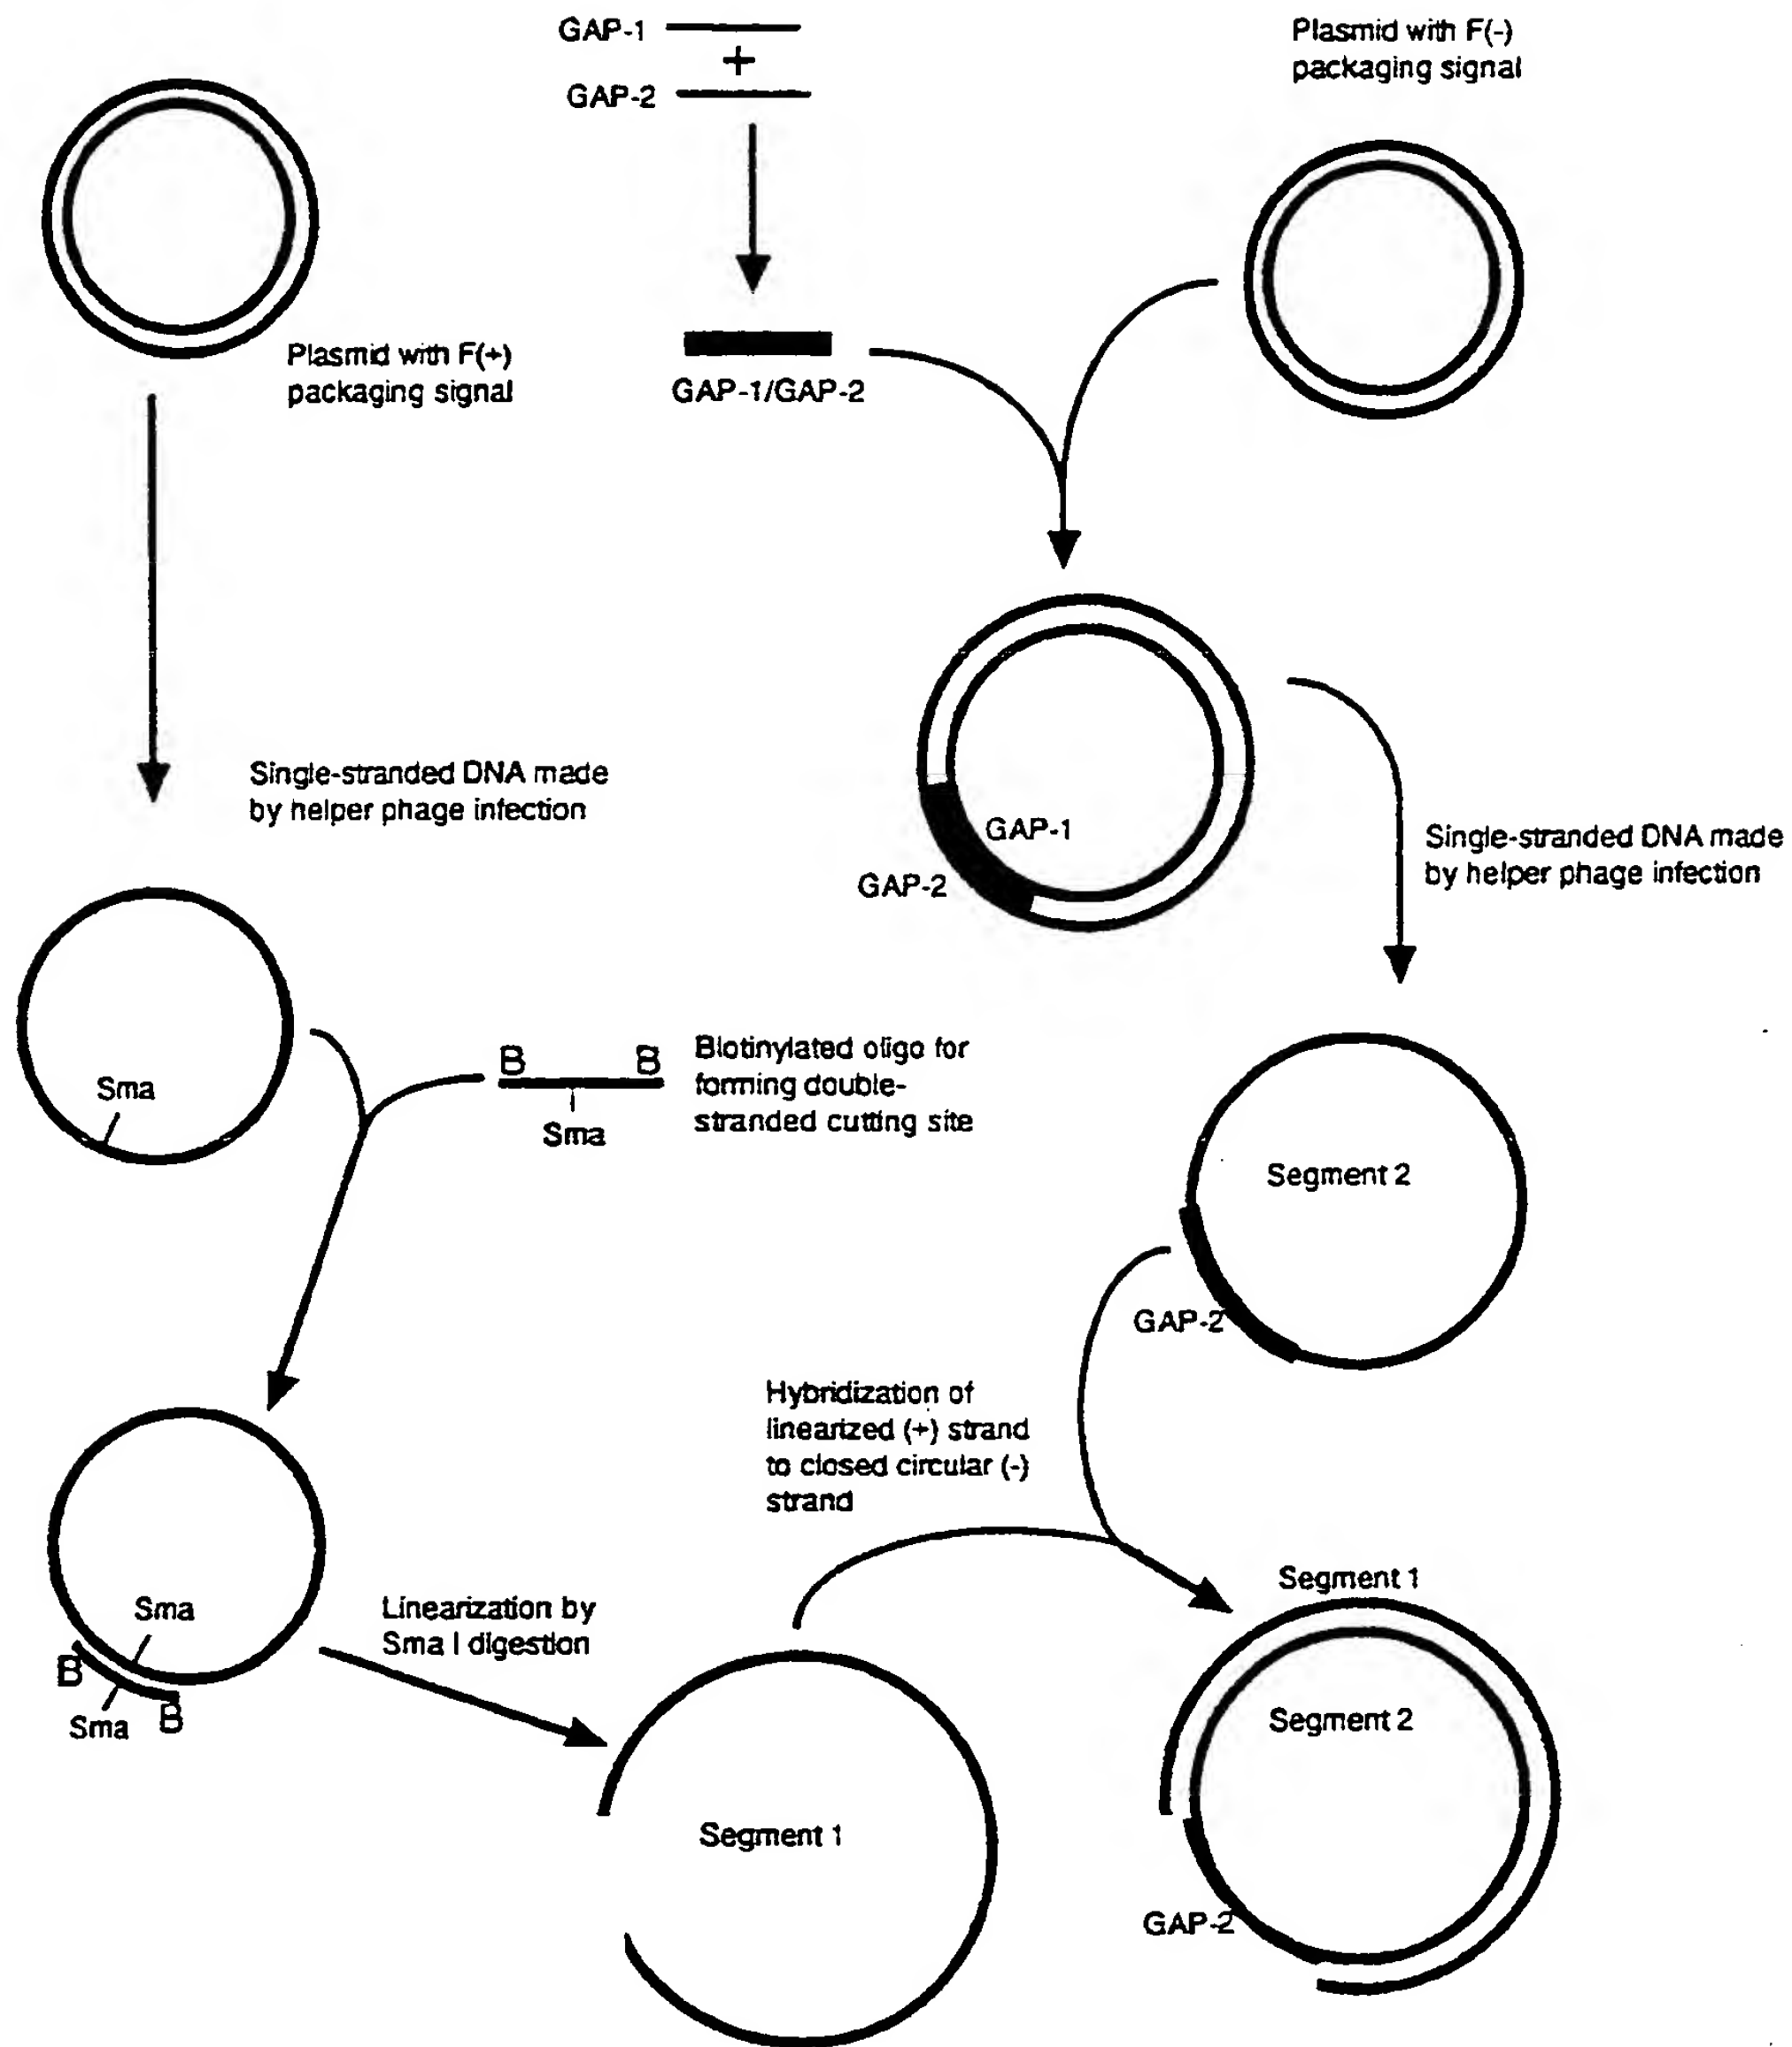 GAP-1
+
GAP-2
Plasmid with F(-)
packaging signal
Plasmid with F(+)
packaging signal
GAP-1/GAP-2
Single-stranded DNA made
by helper phage infection
GAP-1
GAP-2
Single-stranded DNA made
by helper phage infection
Sma
B B
Sma
Biotinylated oligo for
forming double-
stranded cutting site
Segment 2
GAP-2
Hybridization of
linearized (+) strand
to closed circular (-)
strand
Sma
B
Sma
B
Linearization by
Sma I digestion
Segment 1
Segment 1
Segment 2
GAP-2